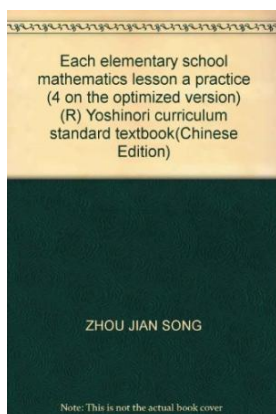 Each elementary school
mathematics lesson a practice
(4 on the optimized version)
(R) Yoshinori curriculum
standard textbook(Chinese
Edition)
ZHOU JIAN SONG
Note: This is not the actual book cover